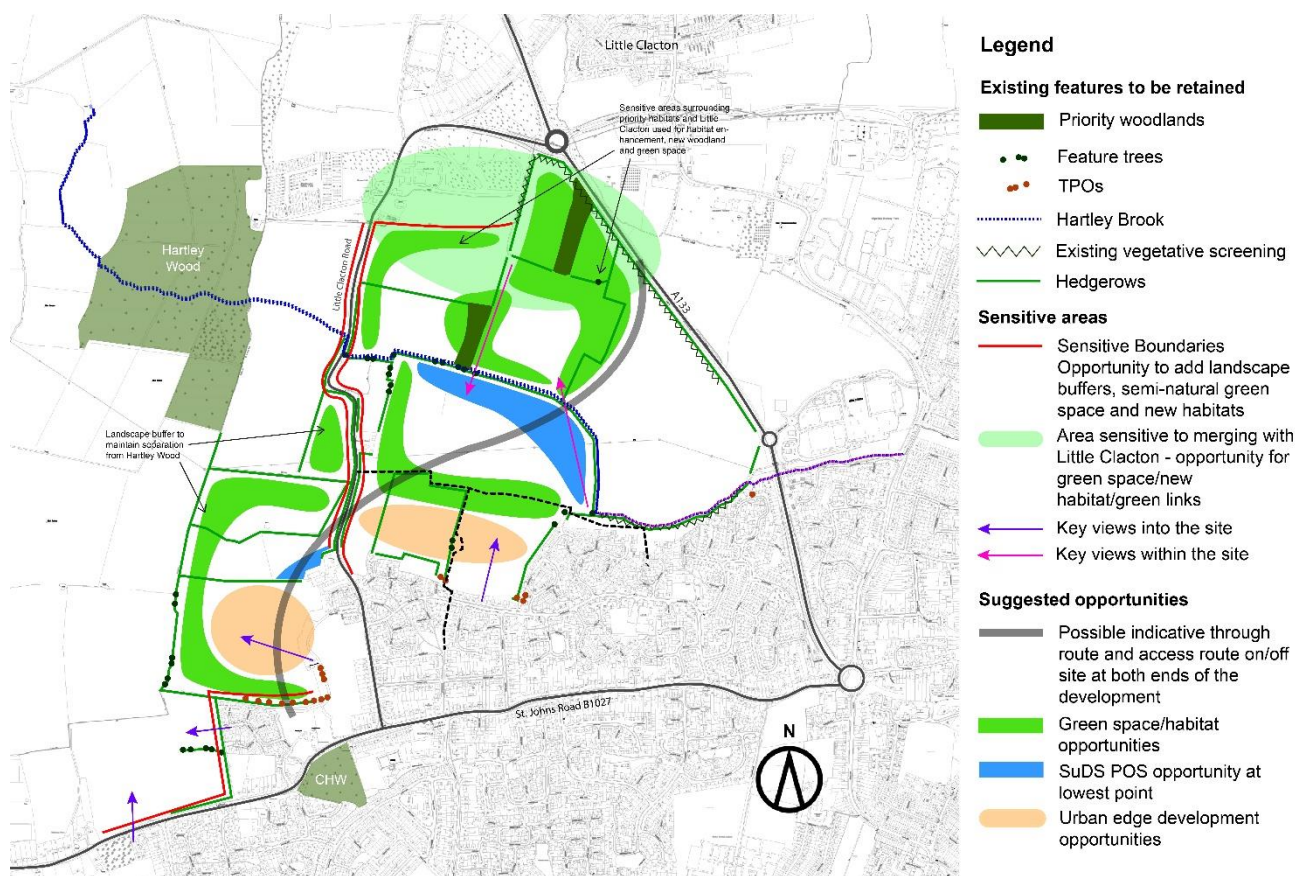 Little Clacton
Sensitive areas surrounding
priority habitats and Little
Clacton used for habitat en-
hancement, new woodland
and green space
Hartley
Wood
Little Clacton Road
A133
Landscape buffer to
maintain separation
from Hartley Wood
St. Johns Road B1027
CHW
N
Legend
Existing features to be retained
Priority woodlands
Feature trees
TPOs
Hartley Brook
Existing vegetative screening
Hedgerows
Sensitive areas
Sensitive Boundaries
Opportunity to add landscape
buffers, semi-natural green
space and new habitats
Area sensitive to merging with
Little Clacton - opportunity for
green space/new
habitat/green links
Key views into the site
Key views within the site
Suggested opportunities
Possible indicative through
route and access route on/off
site at both ends of the
development
Green space/habitat
opportunities
SuDS POS opportunity at
lowest point
Urban edge development
opportunities